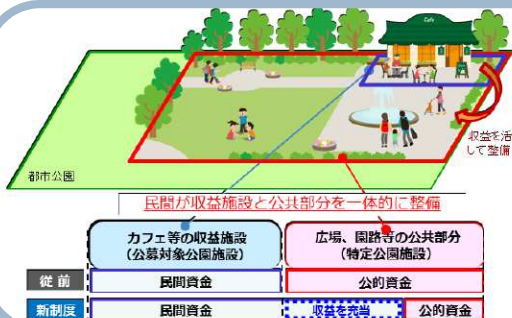 Cafe
収益を活
して整備
都市公園
民間が収益施設と公共部分を一体的に整備
カフェ等の収益施設
(公募対象公園施設)
広場、園路等の公共部分
(特定公園施設)
従前
民間資金
公的資金
新制度
民間資金
収益を充当
公的資金